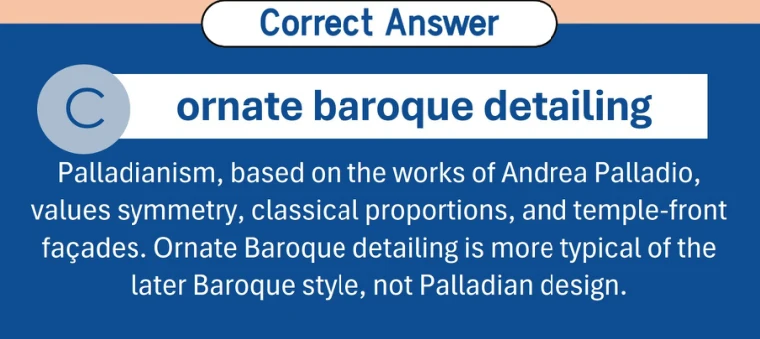 Correct Answer
C ornate baroque detailing
Palladianism, based on the works of Andrea Palladio,
values symmetry, classical proportions, and temple-front
façades. Ornate Baroque detailing is more typical of the
later Baroque style, not Palladian design.